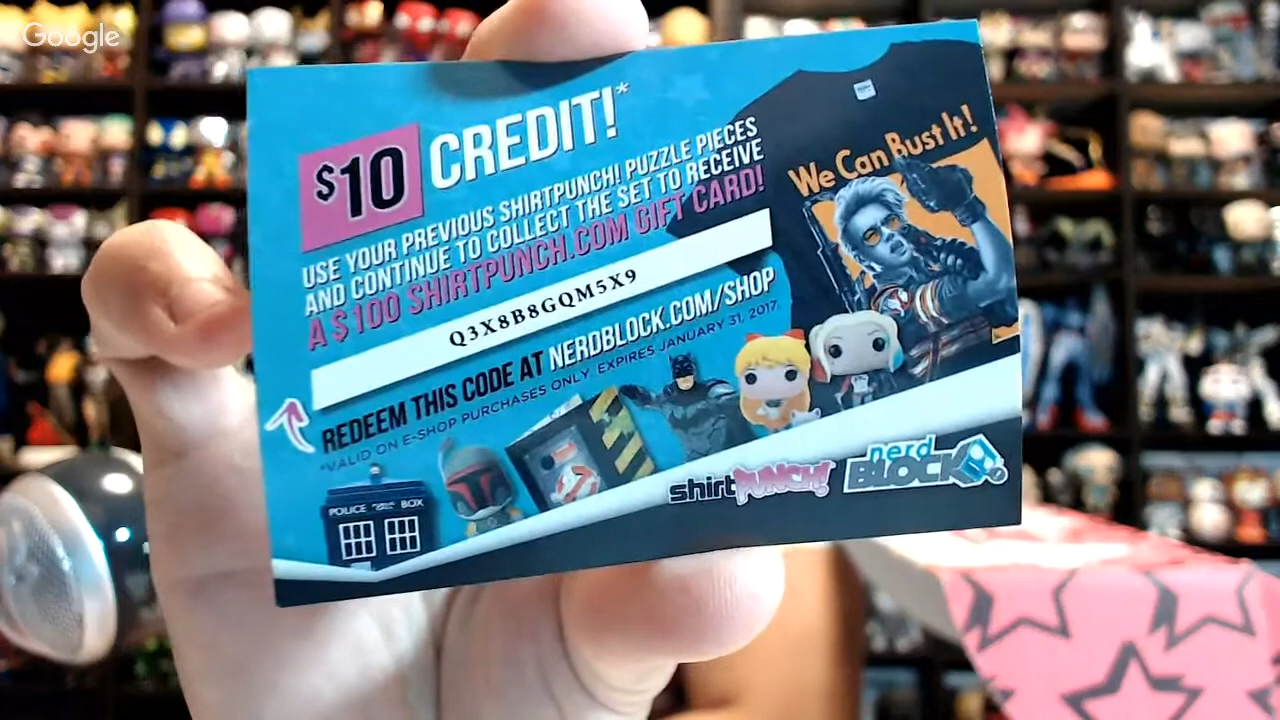 Google
$10 CREDIT!*
USE YOUR PREVIOUS SHIRTPUNCH! PUZZLE PIECES
AND CONTINUE TO COLLECT THE SET TO RECEIVE
A $100 SHIRTPUNCH.COM GIFT CARD!
Q3X8B8GQM5X9
REDEEM THIS CODE AT NERDBLOCK.COM/SHOP
*VALID ON E-SHOP PURCHASES ONLY. EXPIRES JANUARY 31, 2017.
We Can Bust It!
POLICE BOX
shirtPUNCH!
nerd
BLOCK